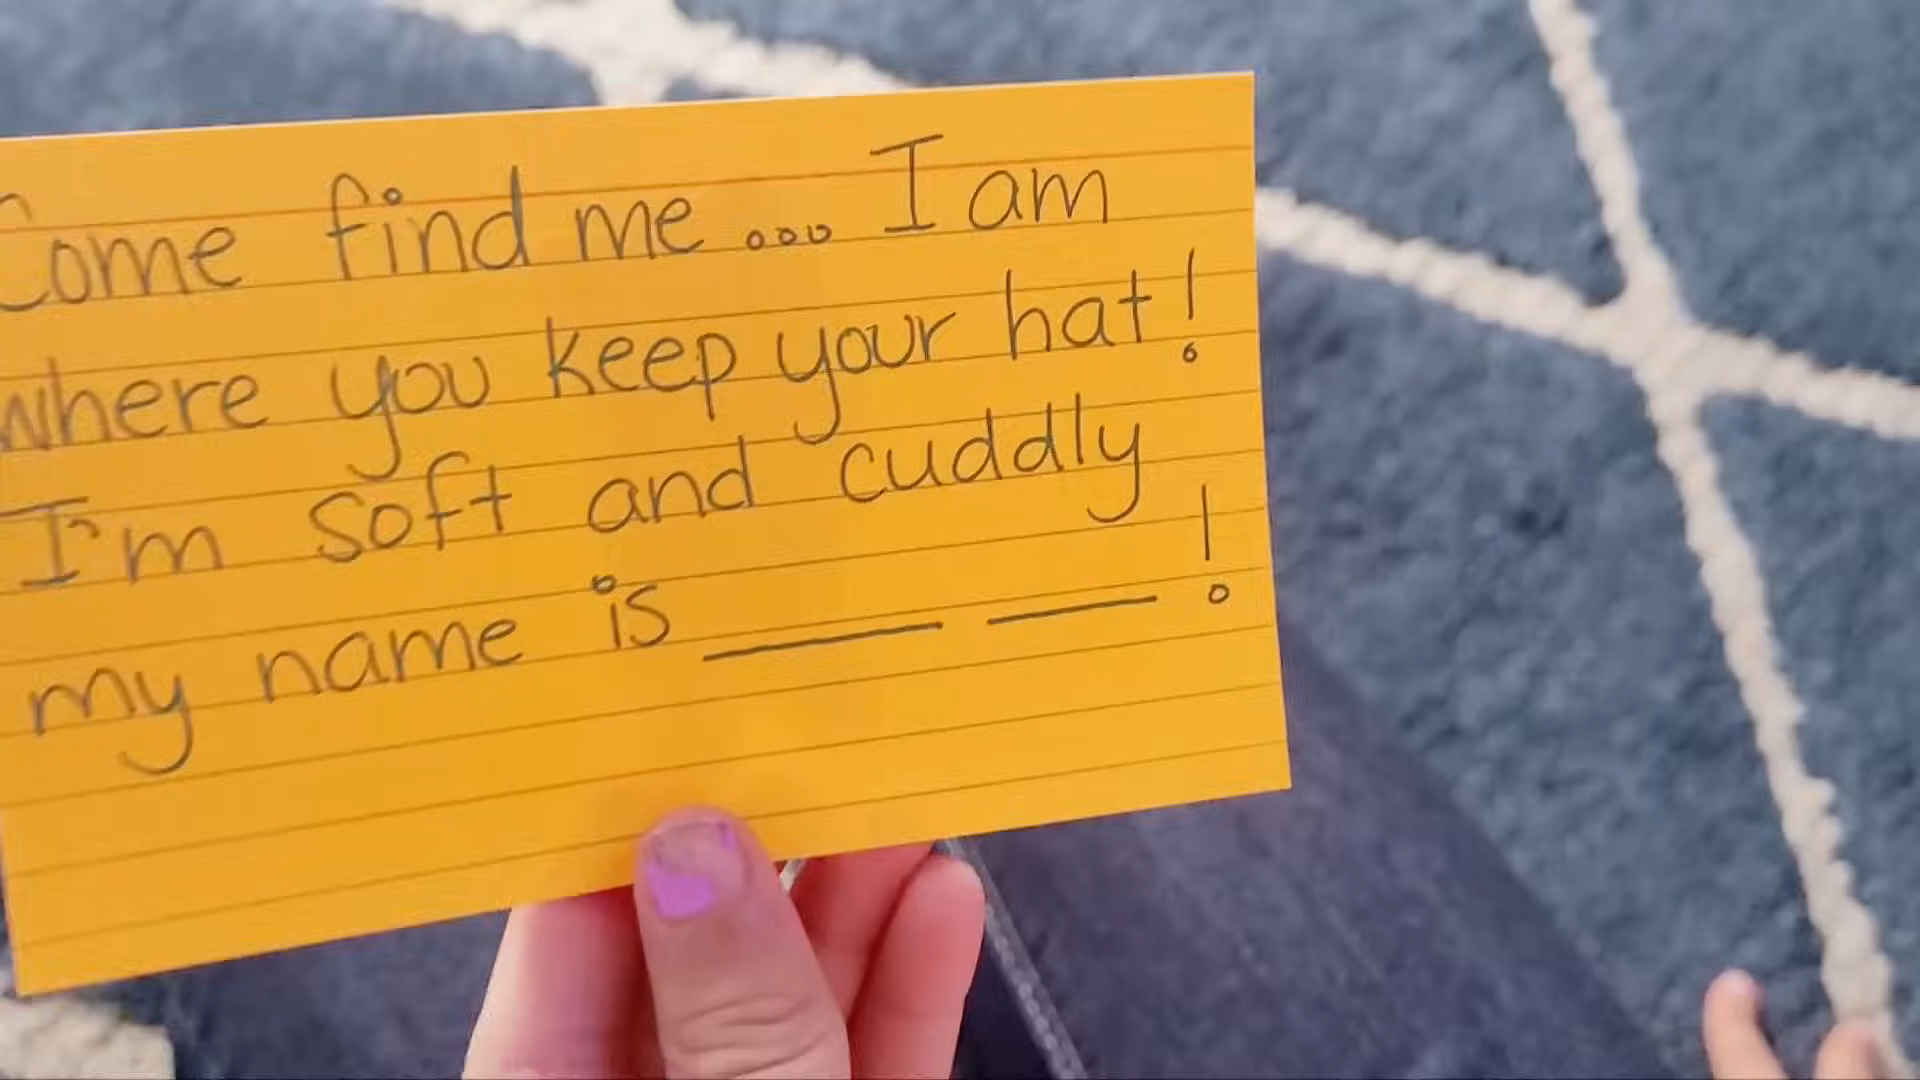 Come find me... I am
where you keep your hat!
I'm soft and cuddly
my name is ____ ____!